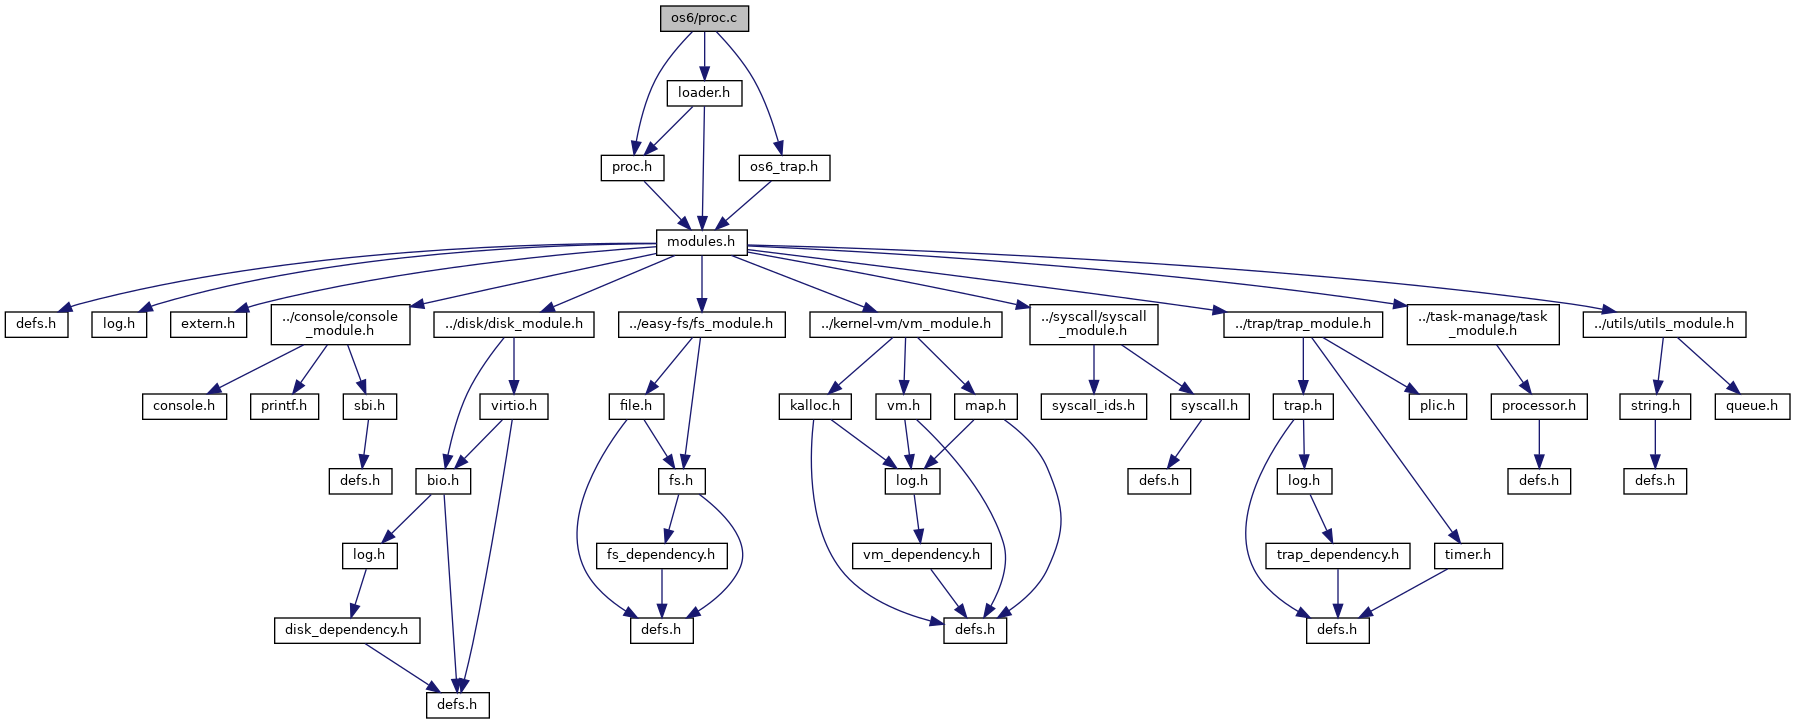 os6/proc.c
loader.h
proc.h
os6_trap.h
modules.h
defs.h
log.h
extern.h
../console/console
_module.h
../disk/disk_module.h
../easy-fs/fs_module.h
../kernel-vm/vm_module.h
../syscall/syscall
_module.h
../trap/trap_module.h
../task-manage/task
_module.h
../utils/utils_module.h
console.h
printf.h
sbi.h
virtio.h
file.h
kalloc.h
vm.h
map.h
syscall_ids.h
syscall.h
trap.h
plic.h
processor.h
string.h
queue.h
defs.h
bio.h
fs.h
log.h
defs.h
log.h
defs.h
defs.h
log.h
fs_dependency.h
vm_dependency.h
trap_dependency.h
timer.h
disk_dependency.h
defs.h
defs.h
defs.h
defs.h